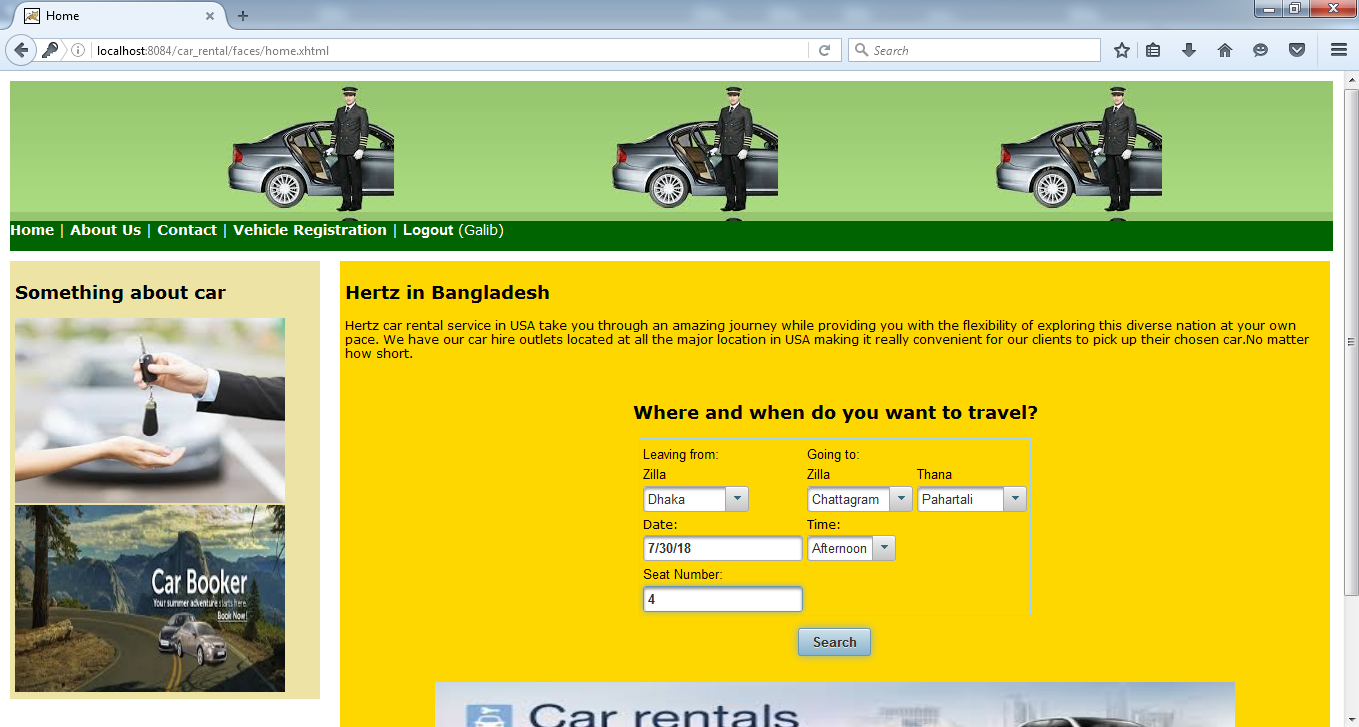 Home
localhost:8084/car_rental/faces/home.xhtml
Search
Home | About Us | Contact | Vehicle Registration | Logout (Galib)
Something about car
Car Booker
Your summer adventure starts here.
Book Now!
Hertz in Bangladesh
Hertz car rental service in USA take you through an amazing journey while providing you with the flexibility of exploring this diverse nation at your own
pace. We have our car hire outlets located at all the major location in USA making it really convenient for our clients to pick up their chosen car.No matter
how short.
Where and when do you want to travel?
Leaving from: Going to:
Zilla Zilla Thana
Dhaka Chattagram Pahartali
Date: Time:
7/30/18 Afternoon
Seat Number:
4
Search
Car rentals